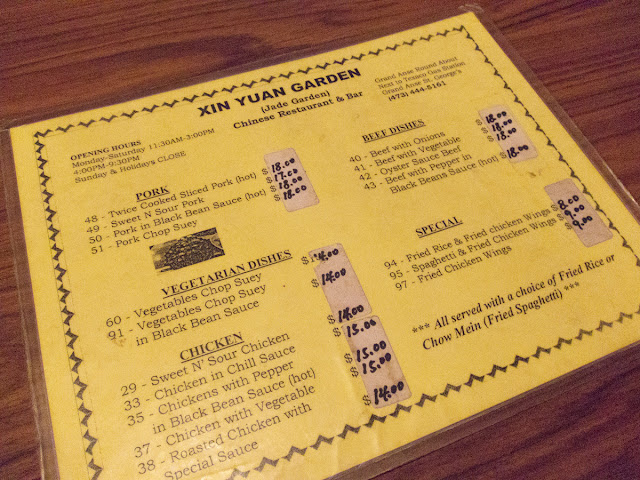 XIN YUAN GARDEN
(Jade Garden)
Chinese Restaurant & Bar
Grand Anse Round About
Next to Texaco Gas Station
Grand Anse St. George's
(473) 444-5161
OPENING HOURS
Monday-Saturday 11:30AM-3:00PM
4:00PM-9:30PM
Sunday & Holidays CLOSE
PORK
48 - Twice Cooked Sliced Pork (hot) $ 18.00
49 - Sweet N Sour Pork $ 17.00
50 - Pork in Black Bean Sauce (hot) $ 18.00
51 - Pork Chop Suey $ 18.00
VEGETARIAN DISHES
60 - Vegetables Chop Suey $ 14.00
91 - Vegetables Chop Suey
in Black Bean Sauce $ 14.00
CHICKEN
29 - Sweet N' Sour Chicken $ 14.00
33 - Chicken in Chill Sauce $ 15.00
35 - Chickens with Pepper
in Black Bean Sauce (hot) $ 15.00
37 - Chicken with Vegetable $ 15.00
38 - Roasted Chicken with
Special Sauce $ 14.00
BEEF DISHES
40 - Beef with Onions $ 18.00
41 - Beef with Vegetable $ 18.00
42 - Oyster Sauce Beef $ 18.00
43 - Beef with Pepper in
Black Beans Sauce (hot) $ 18.00
SPECIAL
94 - Fried Rice & Fried chicken Wings $ 8.00
95 - Spaghetti & Fried Chicken Wings $ 9.00
97 - Fried Chicken Wings $ 9.00
*** All served with a choice of Fried Rice or
Chow Mein (Fried Spaghetti) ***